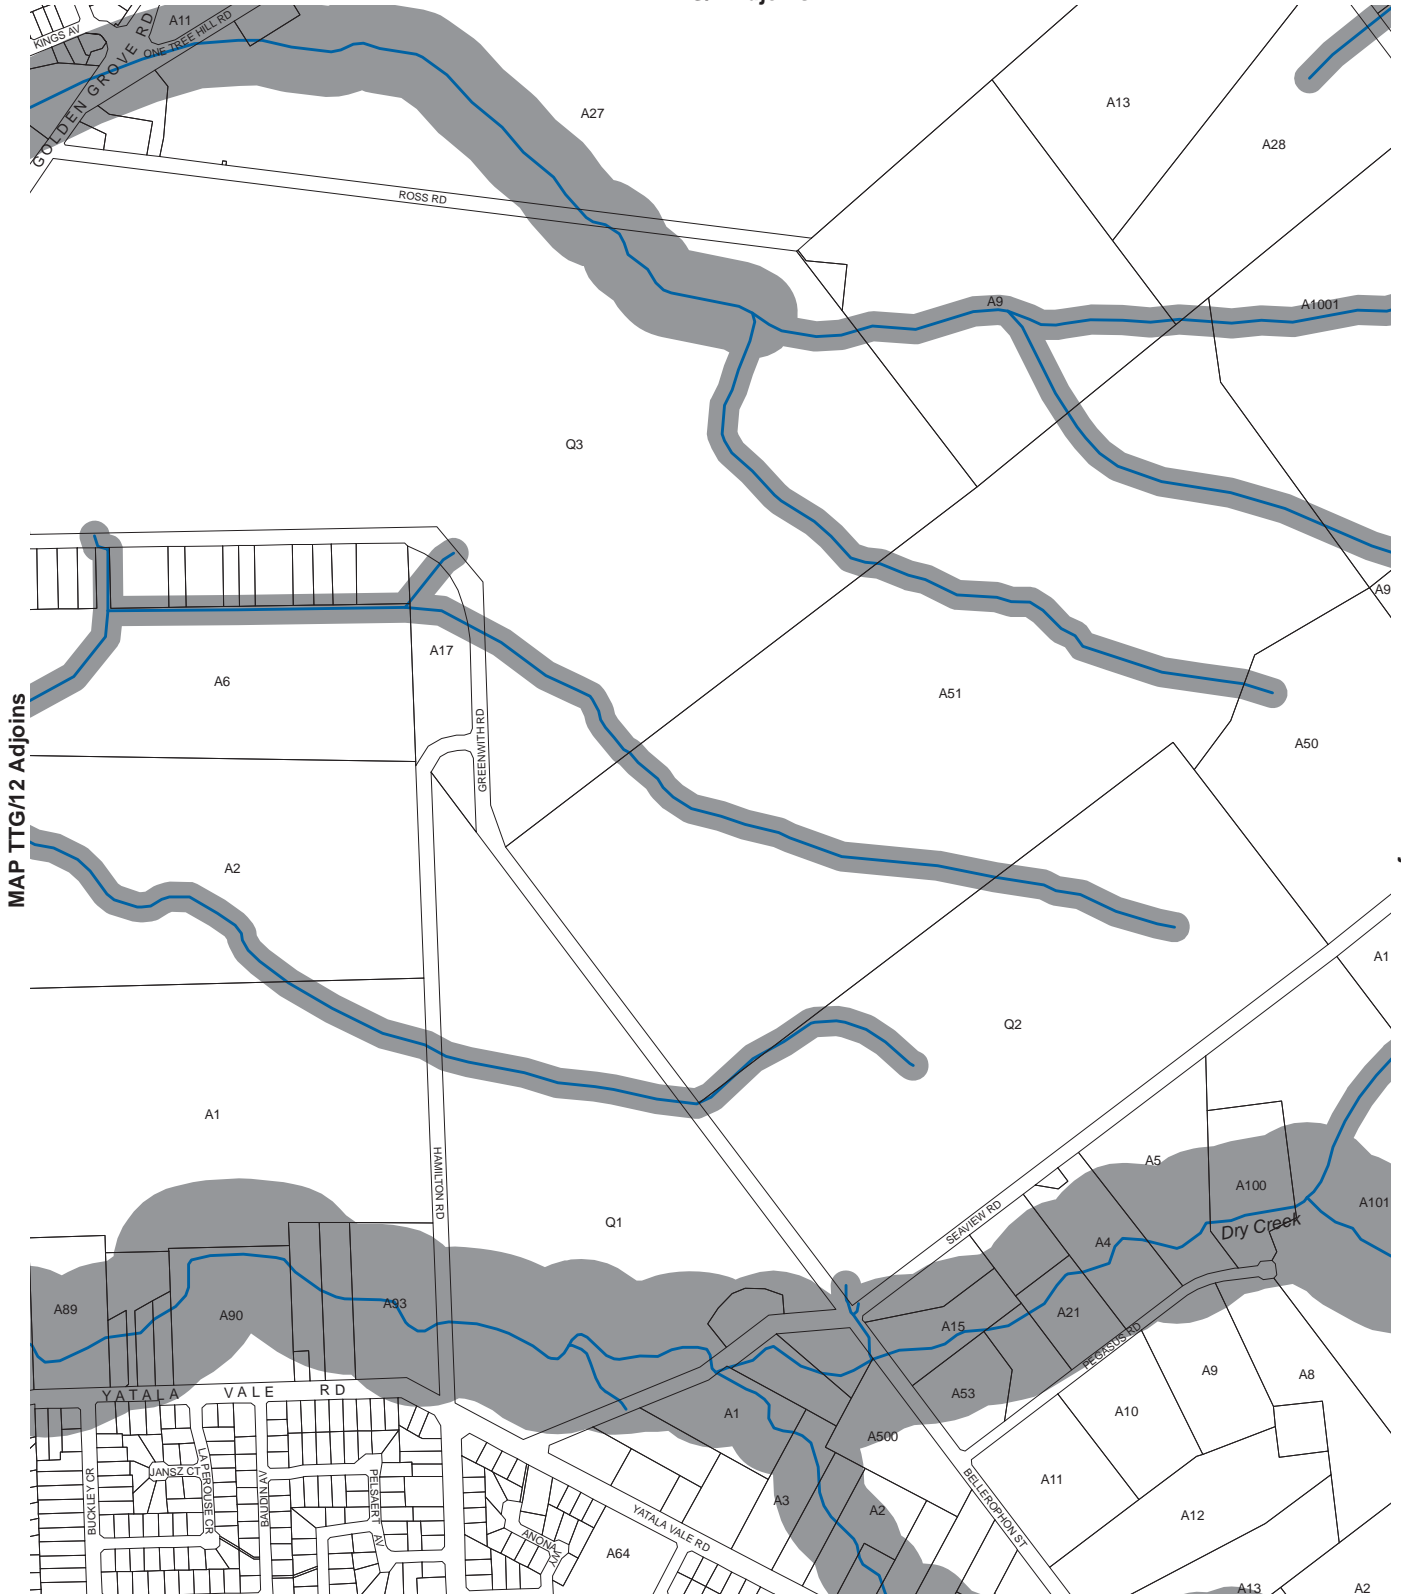 KINGS AV
A11
ONE TREE HILL RD
GOLDEN GROVE RD
A27
A13
A28
ROSS RD
A9
A1001
Q3
A9
A17
A6
A51
GREENWITH RD
A50
MAP TTG/12 Adjoins
A2
A1
Q2
A1
HAMILTON RD
A5
A100
A101
Q1
SEAVIEW RD
Dry Creek
A4
A89
A90
A93
A15
A21
PEGASUS RD
A9
A8
YATALA VALE RD
A53
A1
A10
A500
BUCKLEY CR
JANSZ CT
LA PEROUSE CR
BAUDIN AV
PELSAERT AV
A11
BELLEROPHON ST
A3
A2
A12
YATALA VALE RD
ANONA WY
A64
A13
A2